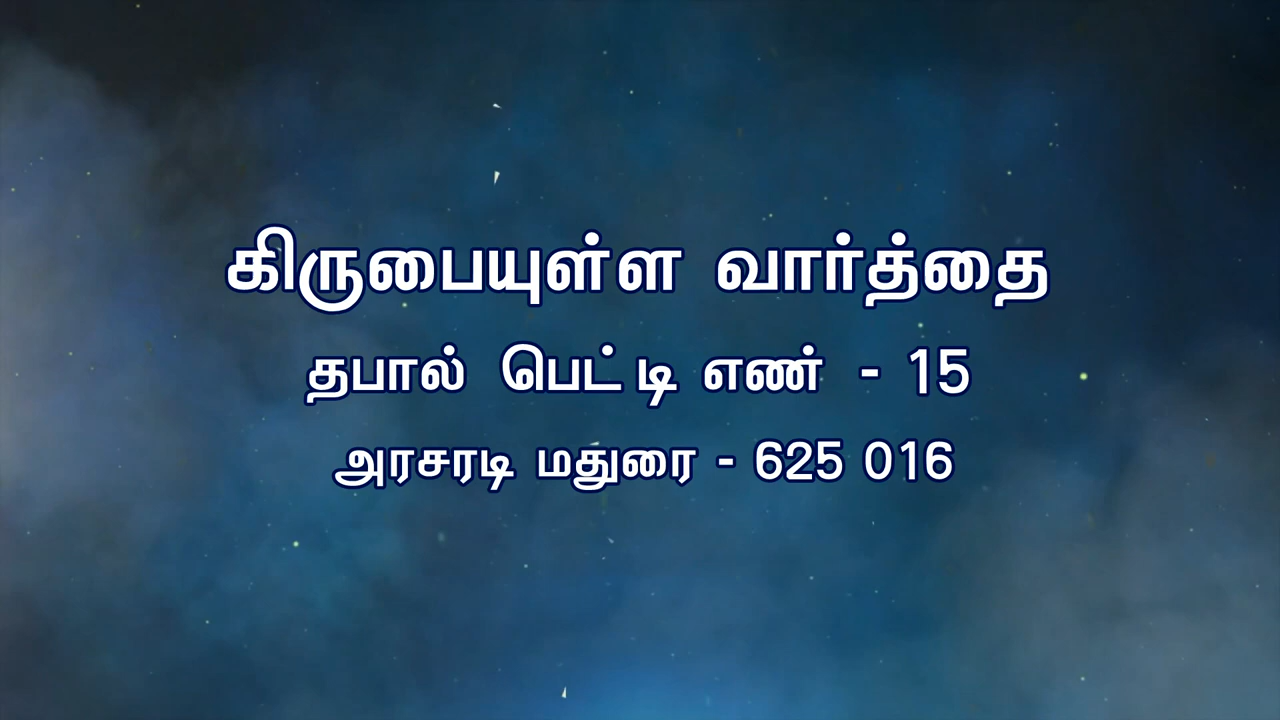 கிருபையுள்ள வார்த்தை
தபால் பெட்டி எண் - 15
அரசரடி மதுரை - 625 016